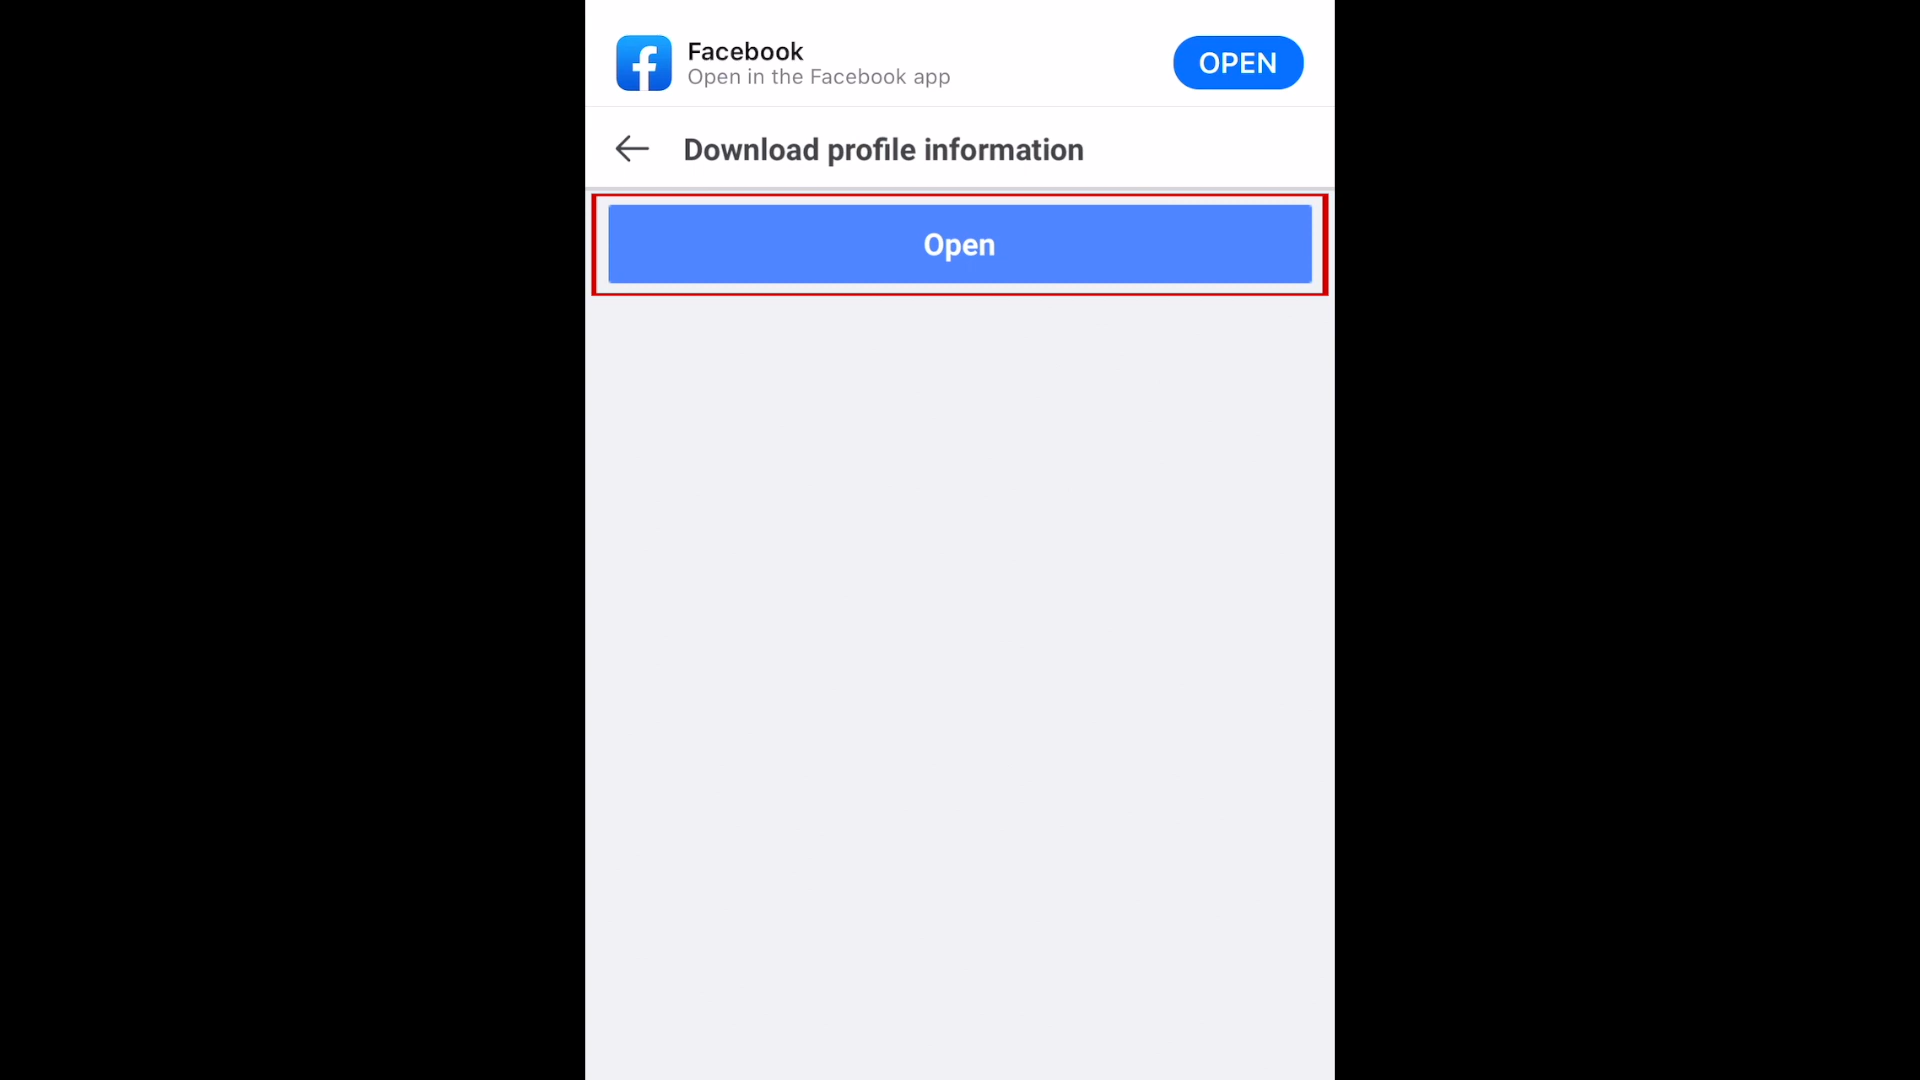 Facebook
Open in the Facebook app
OPEN
Download profile information
Open